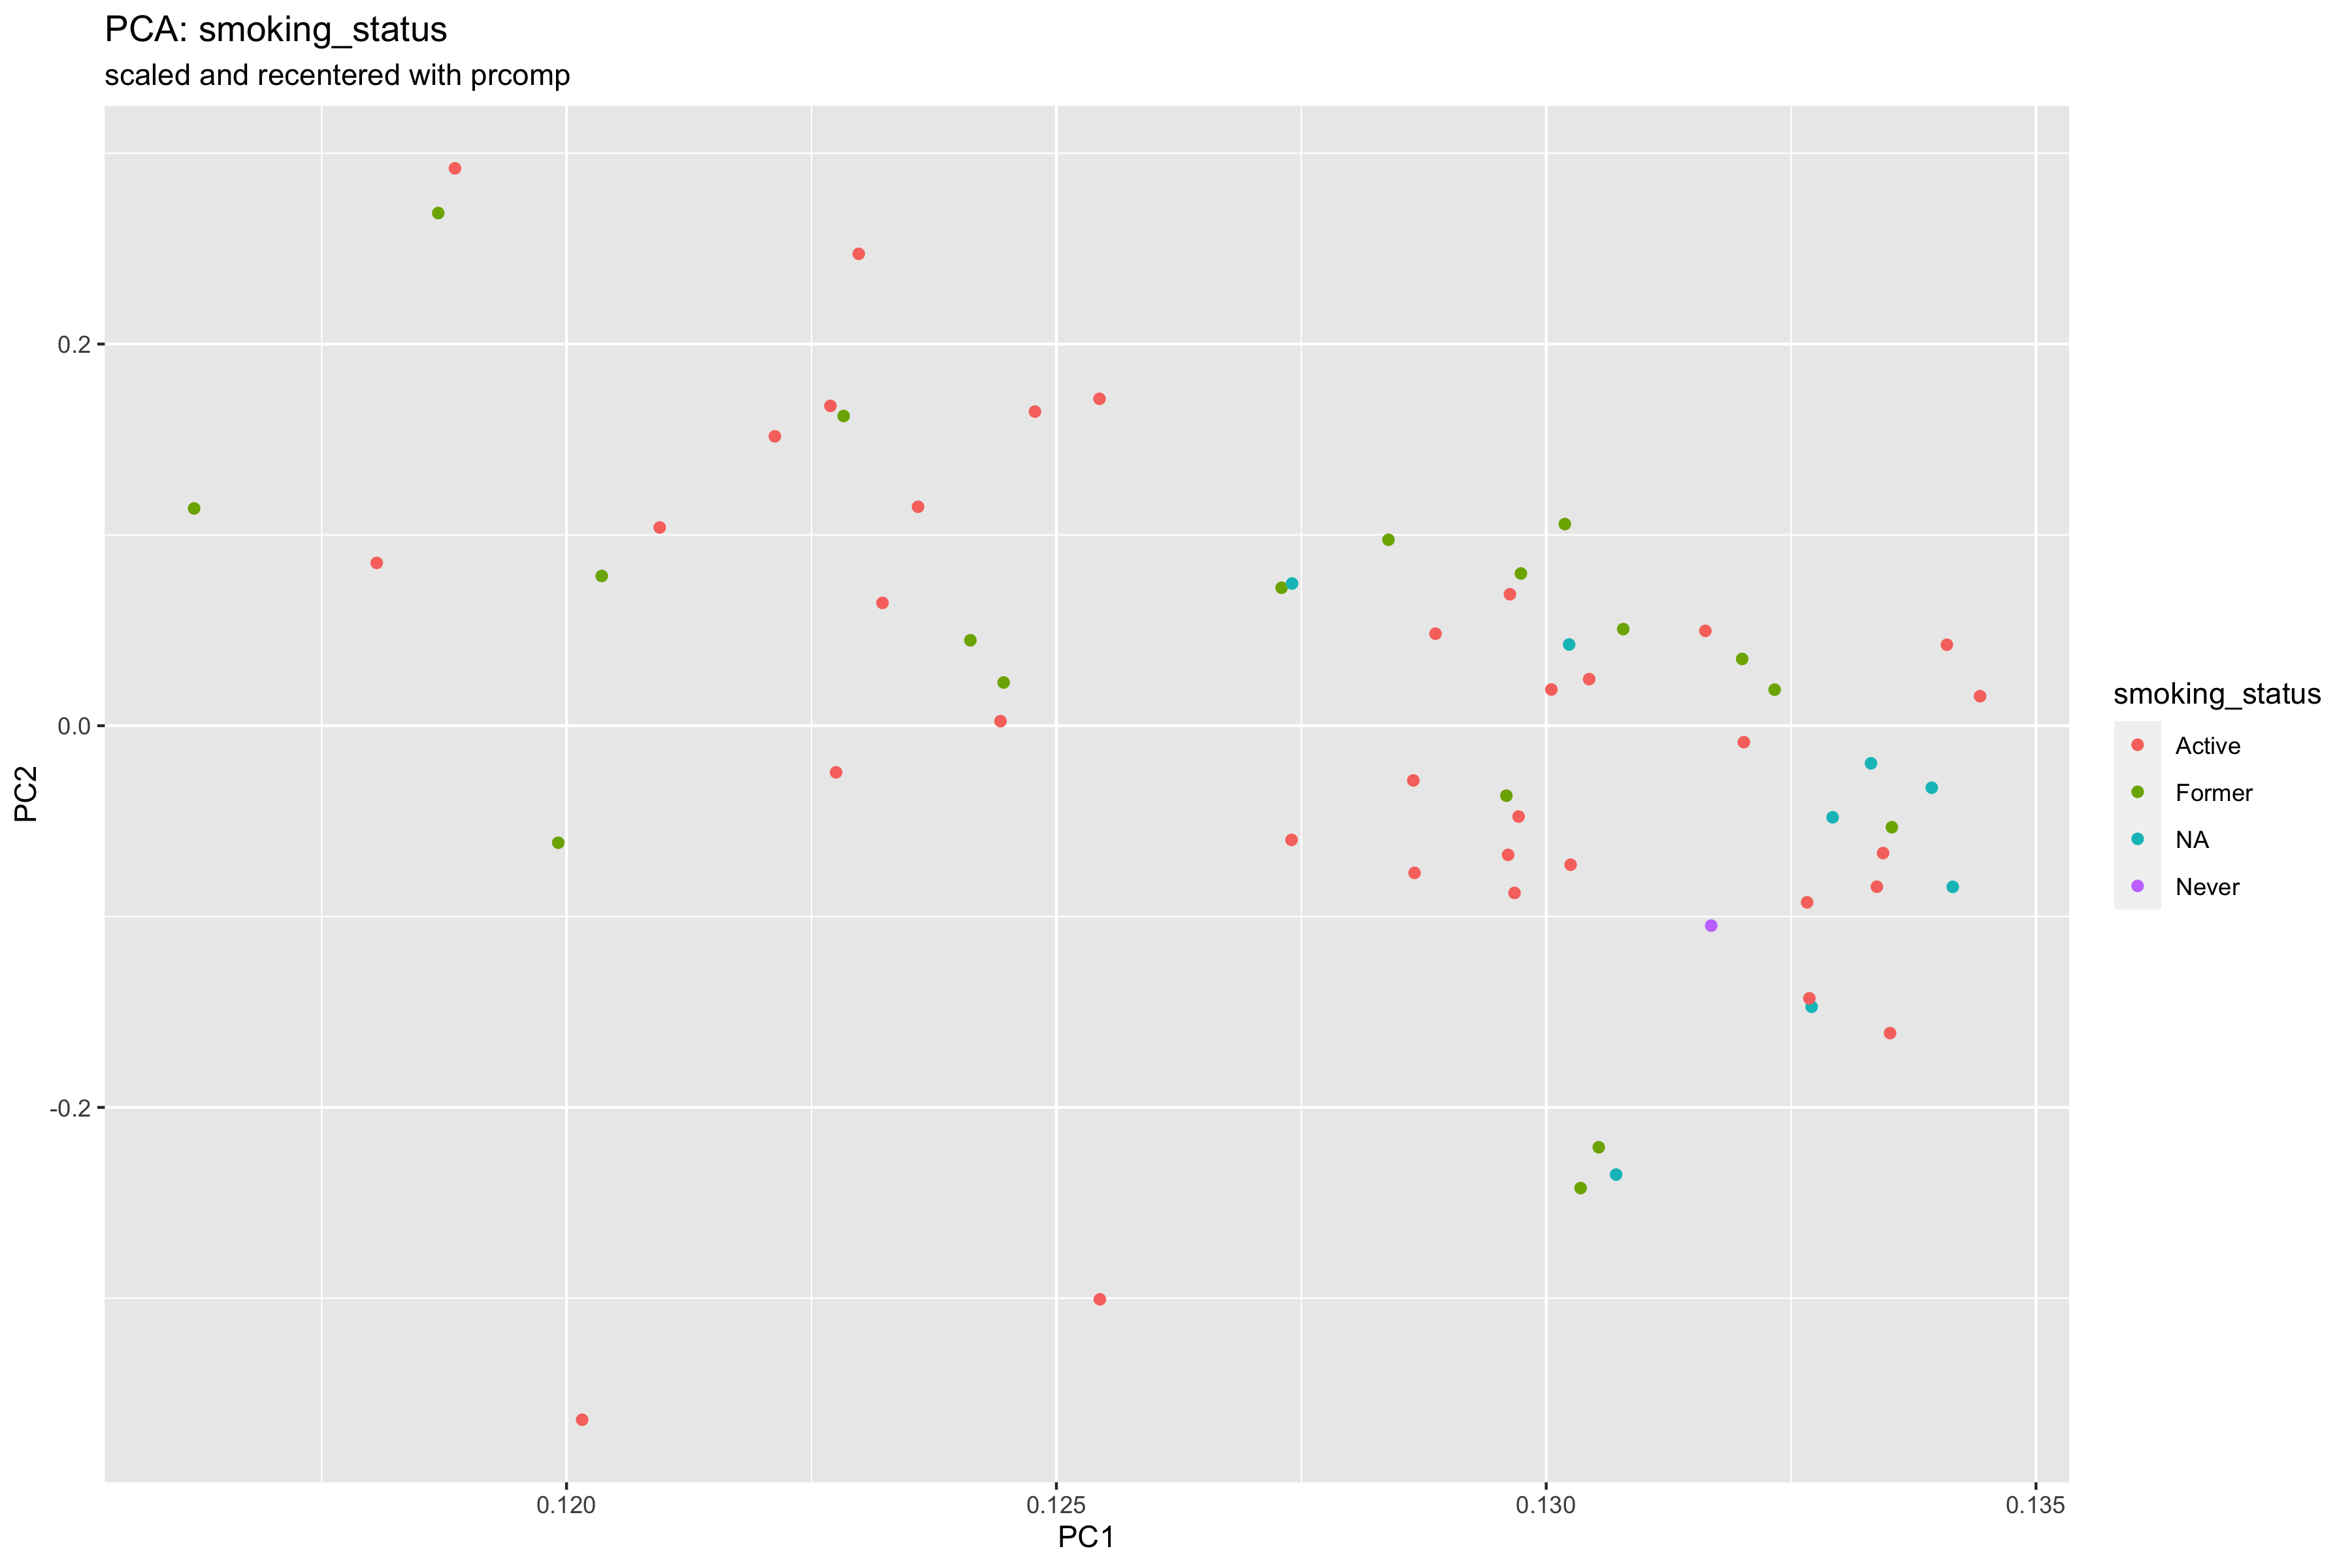 PCA: smoking_status
scaled and recentered with prcomp
0.2
0.0
-0.2
PC2
0.120
0.125
0.130
0.135
PC1
smoking_status
Active
Former
NA
Never